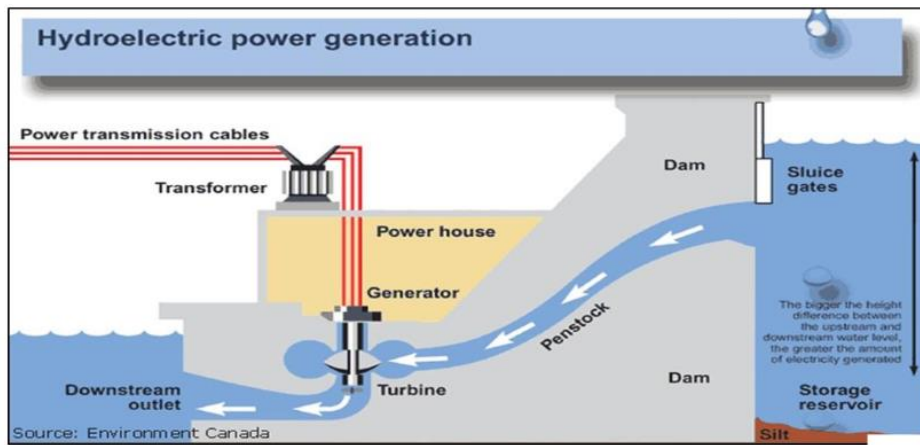 Hydroelectric power generation
Power transmission cables
Transformer
Dam
Sluice
gates
Power house
Generator
Penstock
The bigger the height
difference between
the upstream and
downstream water level,
the greater the amount
of electricity generated
Downstream
outlet
Turbine
Dam
Storage
reservoir
Source: Environment Canada
Silt